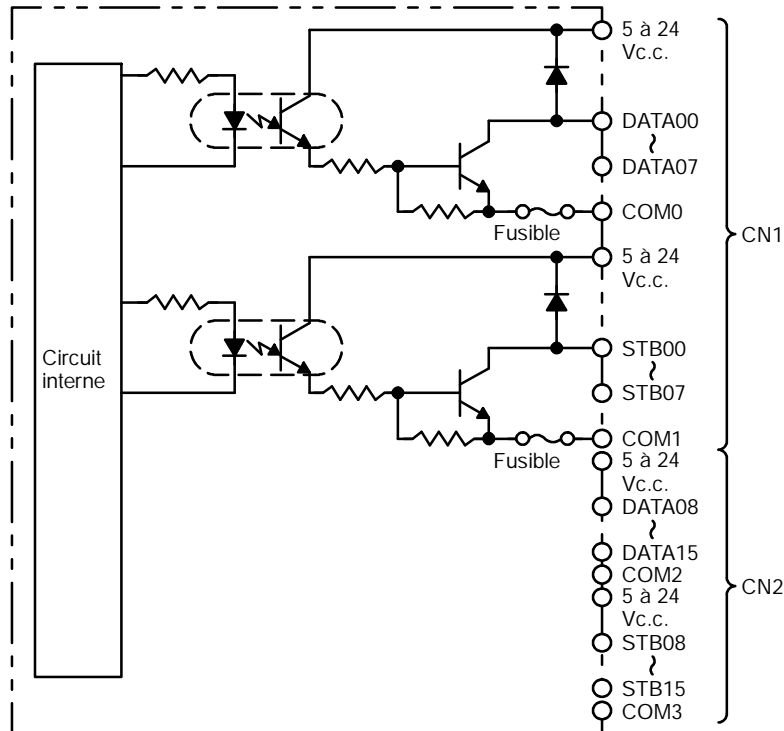 5 à 24
Vc.c.
DATA00
~
DATA07
COM0
Fusible
CN1
5 à 24
Vc.c.
Circuit
interne
STB00
~
STB07
COM1
Fusible
5 à 24
Vc.c.
DATA08
~
DATA15
COM2
CN2
5 à 24
Vc.c.
STB08
~
STB15
COM3